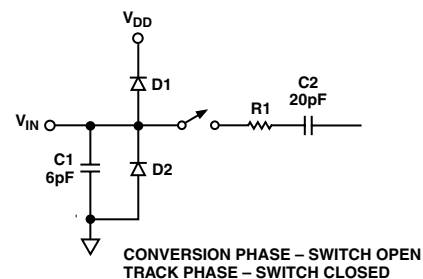 VDD
D1
C2
20pF
R1
VIN
C1
6pF
D2
CONVERSION PHASE – SWITCH OPEN
TRACK PHASE – SWITCH CLOSED